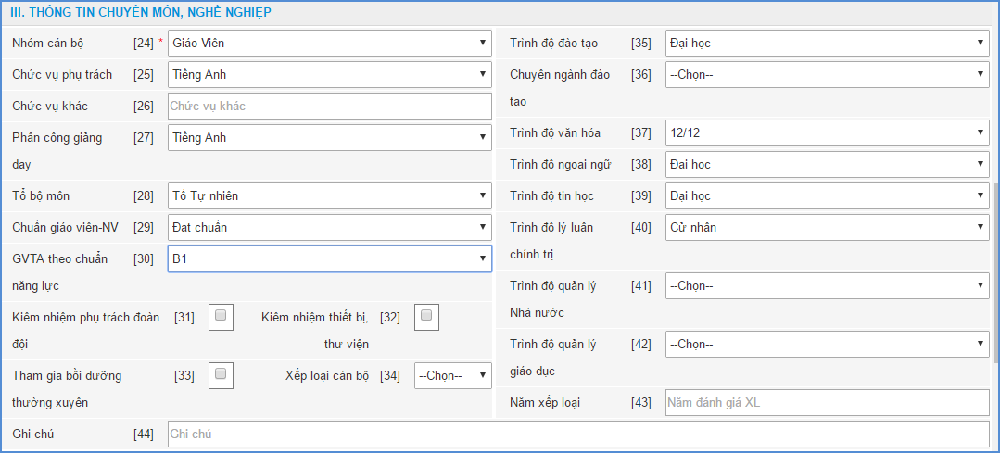 III. THÔNG TIN CHUYÊN MÔN, NGHỀ NGHIỆP
Nhóm cán bộ [24] * Giáo Viên
Chức vụ phụ trách [25] Tiếng Anh
Chức vụ khác [26] Chức vụ khác
Phân công giảng [27] Tiếng Anh
dạy
Tổ bộ môn [28] Tổ Tự nhiên
Chuẩn giáo viên-NV [29] Đạt chuẩn
GVTA theo chuẩn [30] B1
năng lực
Kiêm nhiệm phụ trách đoàn [31] Kiêm nhiệm thiết bị, [32]
đội thư viện
Tham gia bồi dưỡng [33] Xếp loại cán bộ [34] --Chọn--
thường xuyên
Trình độ đào tạo [35] Đại học
Chuyên ngành đào [36] --Chọn--
tạo
Trình độ văn hóa [37] 12/12
Trình độ ngoại ngữ [38] Đại học
Trình độ tin học [39] Đại học
Trình độ lý luận [40] Cử nhân
chính trị
Trình độ quản lý [41] --Chọn--
Nhà nước
Trình độ quản lý [42] --Chọn--
giáo dục
Năm xếp loại [43] Năm đánh giá XL
Ghi chú [44] Ghi chú